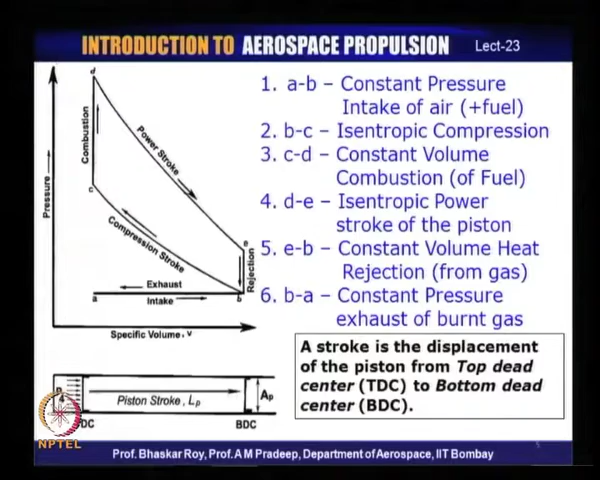 INTRODUCTION TO AEROSPACE PROPULSION Lect-23
1. a-b – Constant Pressure
Intake of air (+fuel)
2. b-c – Isentropic Compression
3. c-d – Constant Volume
Combustion (of Fuel)
4. d-e – Isentropic Power
stroke of the piston
5. e-b – Constant Volume Heat
Rejection (from gas)
6. b-a – Constant Pressure
exhaust of burnt gas
A stroke is the displacement
of the piston from Top dead
center (TDC) to Bottom dead
center (BDC).
d
Combustion
Power Stroke
Pressure
c
Compression Stroke
e
Rejection
Exhaust
a
Intake
b
Specific Volume, v
Piston Stroke, Lp
Ap
BDC
NPTEL
5
Prof. Bhaskar Roy, Prof. A M Pradeep, Department of Aerospace, IIT Bombay